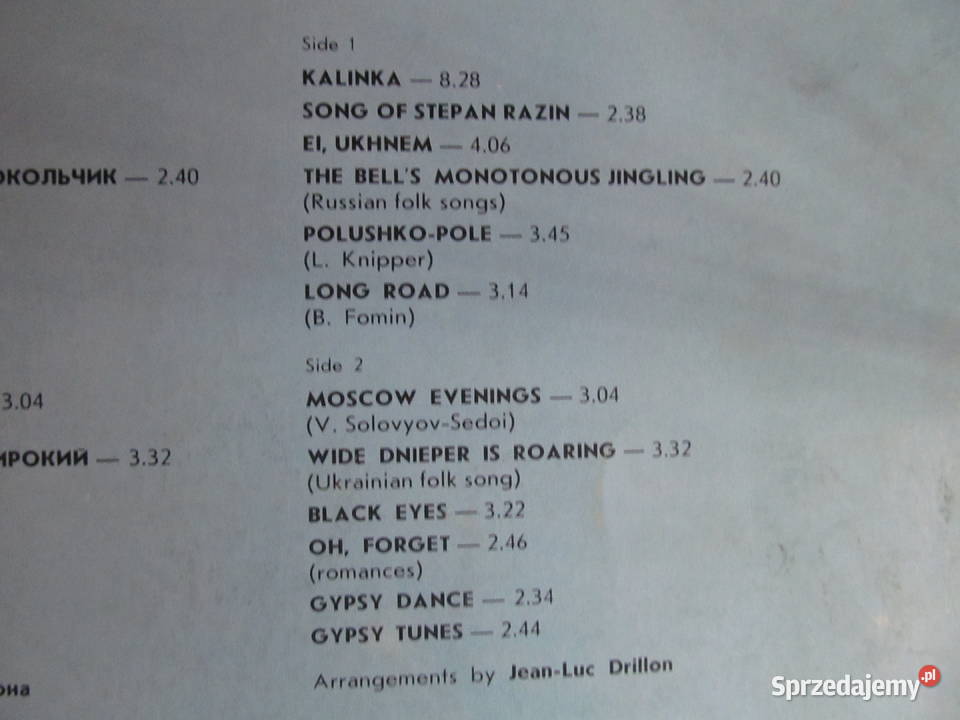 Side 1
KALINKA — 8.28
SONG OF STEPAN RAZIN — 2.38
EI, UKHNEM — 4.06
ОКОЛЬЧИК — 2.40
THE BELL'S MONOTONOUS JINGLING — 2.40
(Russian folk songs)
POLUSHKO-POLE — 3.45
(L. Knipper)
LONG ROAD — 3.14
(B. Fomin)
Side 2
3.04
MOSCOW EVENINGS — 3.04
(V. Solovyov-Sedoi)
ИРОКИЙ — 3.32
WIDE DNIEPER IS ROARING — 3.32
(Ukrainian folk song)
BLACK EYES — 3.22
OH, FORGET — 2.46
(romances)
GYPSY DANCE — 2.34
GYPSY TUNES — 2.44
Arrangements by Jean-Luc Drillon
она
Sprzedajemy.pl